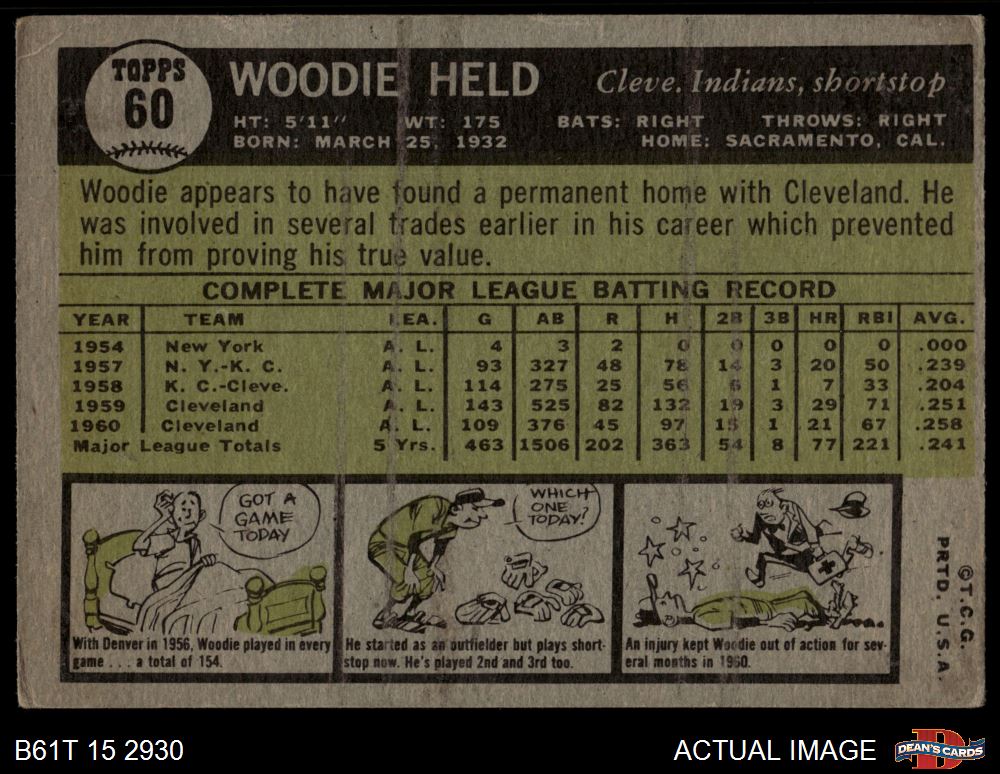 TOPPS
60
WOODIE HELD
Cleve. Indians, shortstop
HT: 5'11" WT: 175 BATS: RIGHT THROWS: RIGHT
BORN: MARCH 25, 1932 HOME: SACRAMENTO, CAL.
Woodie appears to have found a permanent home with Cleveland. He
was involved in several trades earlier in his career which prevented
him from proving his true value.
COMPLETE MAJOR LEAGUE BATTING RECORD
YEAR TEAM LEA. G AB R H 2B 3B HR RBI AVG.
1954 New York A. L. 4 3 2 0 0 0 0 0 .000
1957 N. Y.-K. C. A. L. 93 327 48 78 14 3 20 50 .239
1958 K. C.-Cleve. A. L. 114 275 25 56 6 1 7 33 .204
1959 Cleveland A. L. 143 525 82 132 19 3 29 71 .251
1960 Cleveland A. L. 109 376 45 97 15 1 21 67 .258
Major League Totals 5 Yrs. 463 1506 202 363 54 8 77 221 .241
GOT A
GAME
TODAY
With Denver in 1956, Woodie played in every
game . . . a total of 154.
WHICH
ONE
TODAY?
He started as an outfielder but plays short-
stop now. He's played 2nd and 3rd too.
An injury kept Woodie out of action for sev-
eral months in 1960.
© T. C. G.
PRTD. U. S. A.
B61T 15 2930
ACTUAL IMAGE
D
DEAN'S CARDS